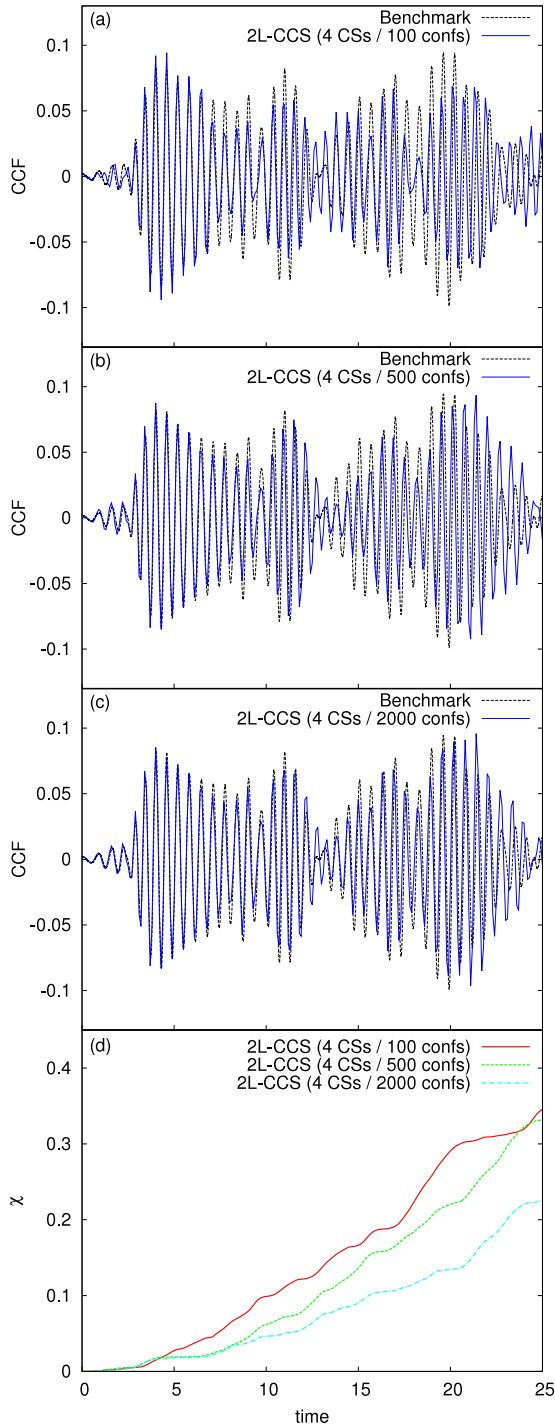 (a)
Benchmark
2L-CCS (4 CSs / 100 confs)
0.1
0.05
0
-0.05
-0.1
CCF
(b)
Benchmark
2L-CCS (4 CSs / 500 confs)
0.1
0.05
0
-0.05
-0.1
CCF
(c)
Benchmark
2L-CCS (4 CSs / 2000 confs)
0.1
0.05
0
-0.05
-0.1
CCF
(d)
2L-CCS (4 CSs / 100 confs)
2L-CCS (4 CSs / 500 confs)
2L-CCS (4 CSs / 2000 confs)
0.4
0.3
0.2
0.1
0
χ
0 5 10 15 20 25
time